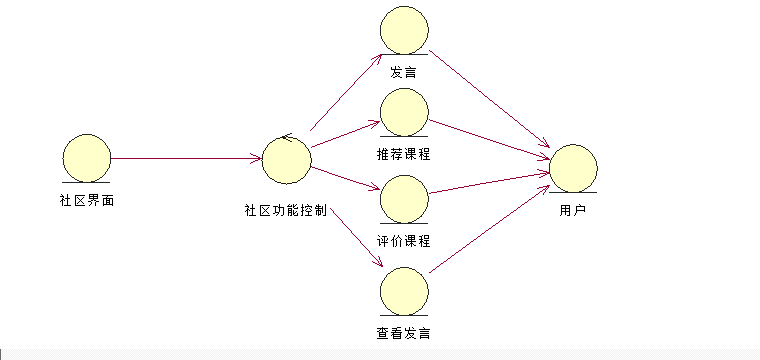 发言
推荐课程
社区界面
社区功能控制
用户
评价课程
查看发言